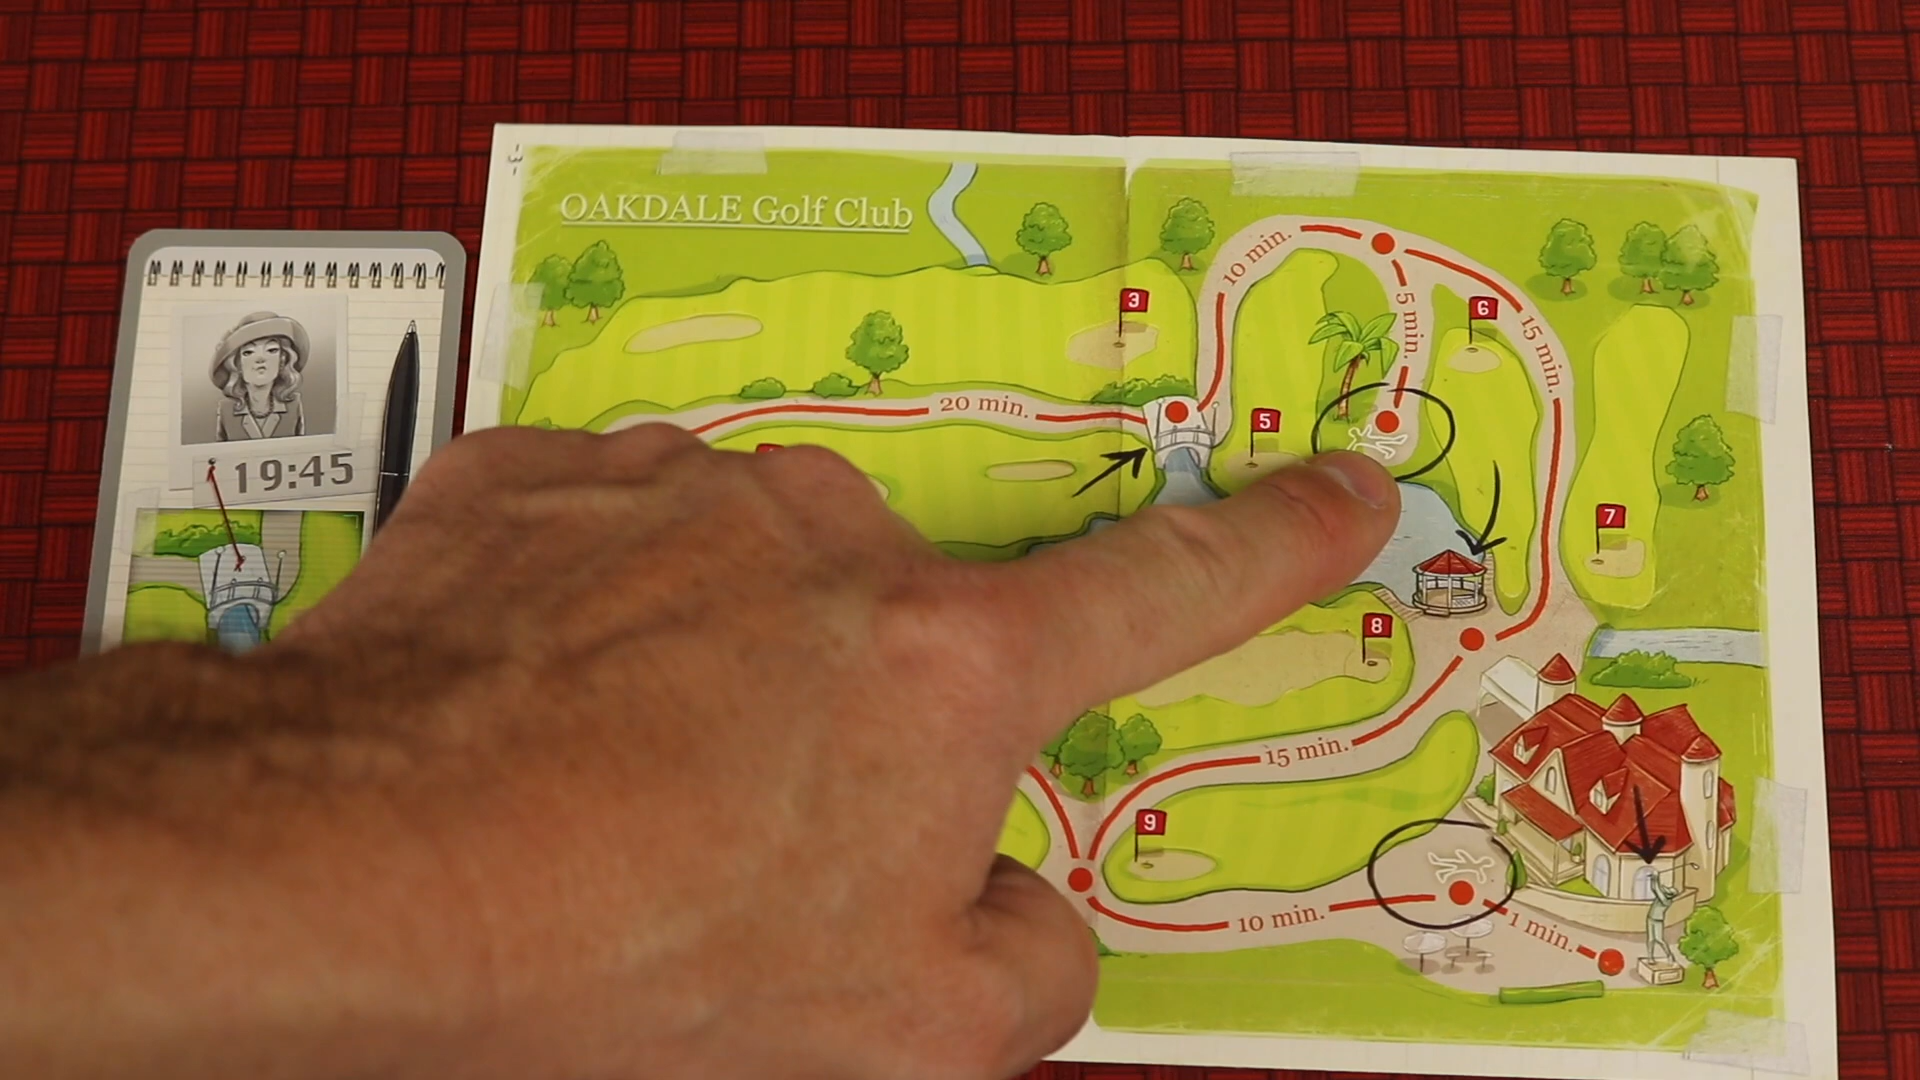 OAKDALE Golf Club
3
10 min.
6
5 min.
15 min.
20 min.
5
19:45
7
8
15 min.
9
10 min.
1 min.